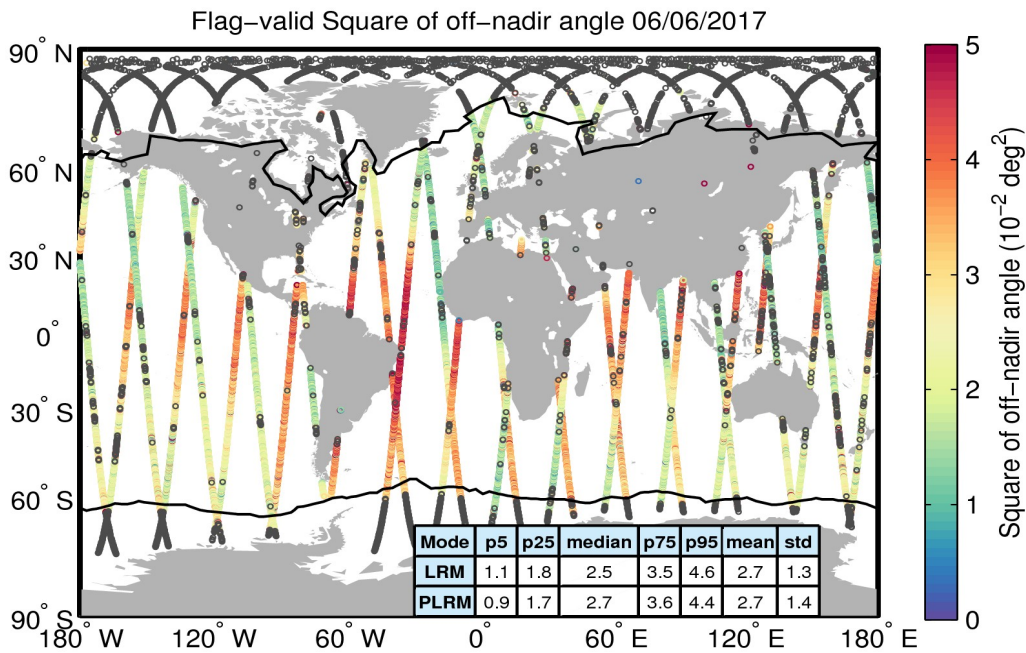 Flag−valid Square of off−nadir angle 06/06/2017
90° N
60° N
30° N
0°
30° S
60° S
90° S
180° W
120° W
60° W
0°
60° E
120° E
180° E
Mode p5 p25 median p75 p95 mean std
LRM 1.1 1.8 2.5 3.5 4.6 2.7 1.3
PLRM 0.9 1.7 2.7 3.6 4.4 2.7 1.4
5
4
3
2
1
0
Square of off−nadir angle (10⁻² deg²)